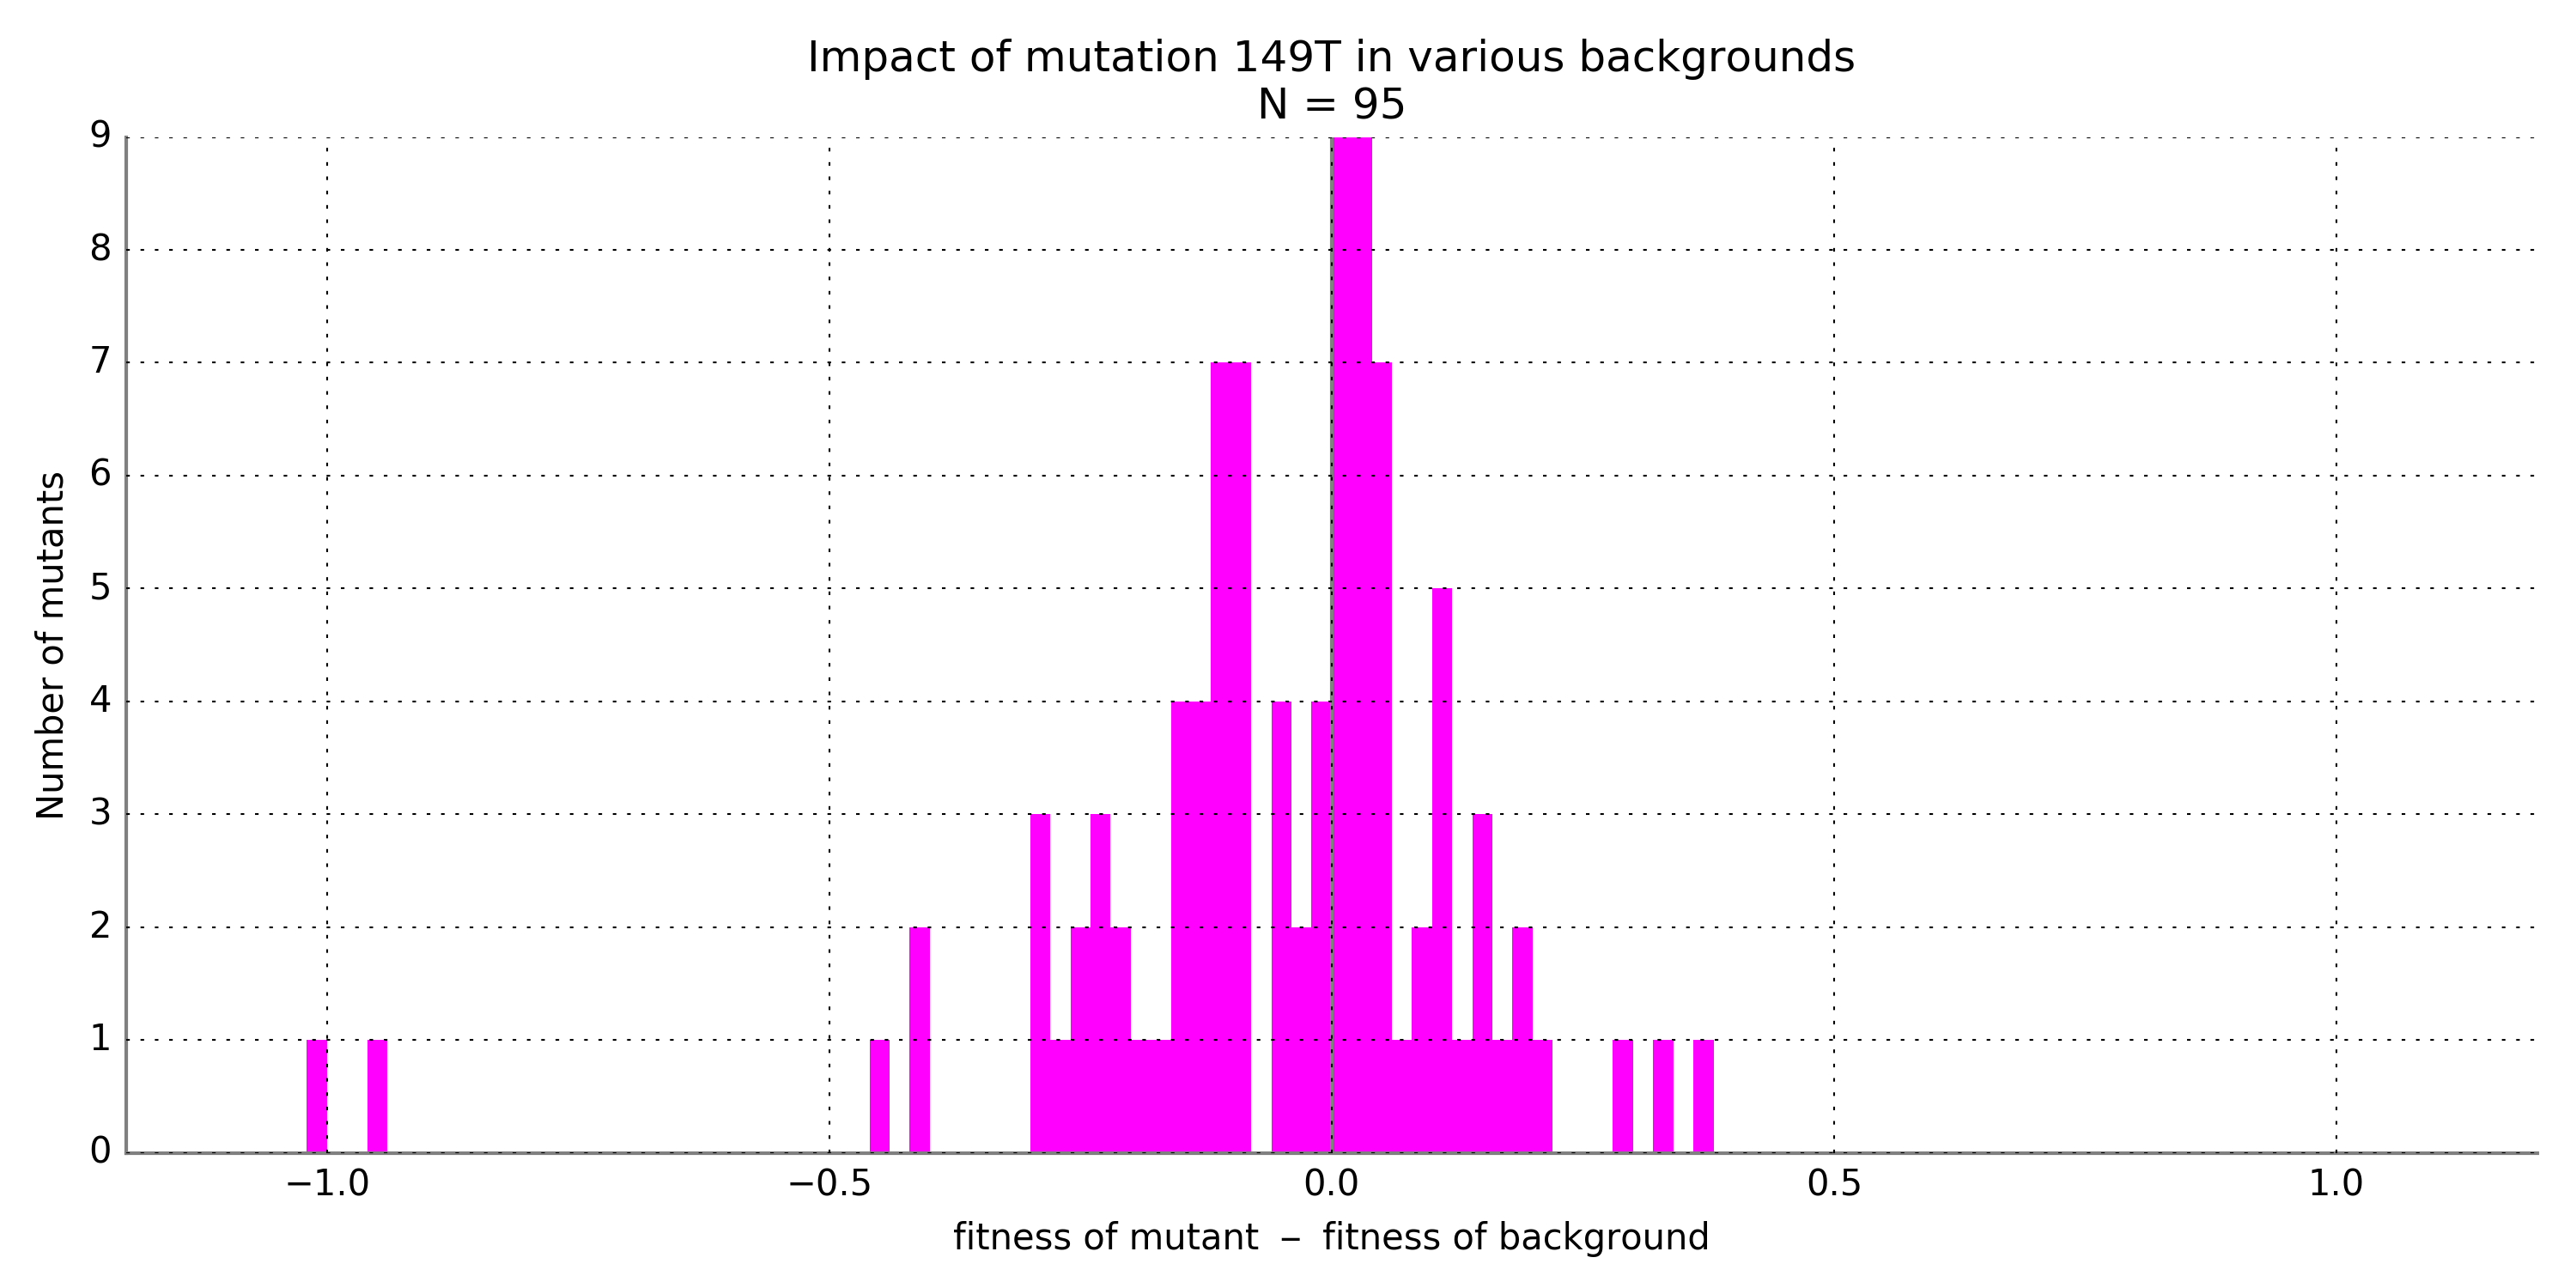 Impact of mutation 149T in various backgrounds
N = 95
9
8
7
6
5
4
3
2
1
0
Number of mutants
−1.0 −0.5 0.0 0.5 1.0
fitness of mutant – fitness of background